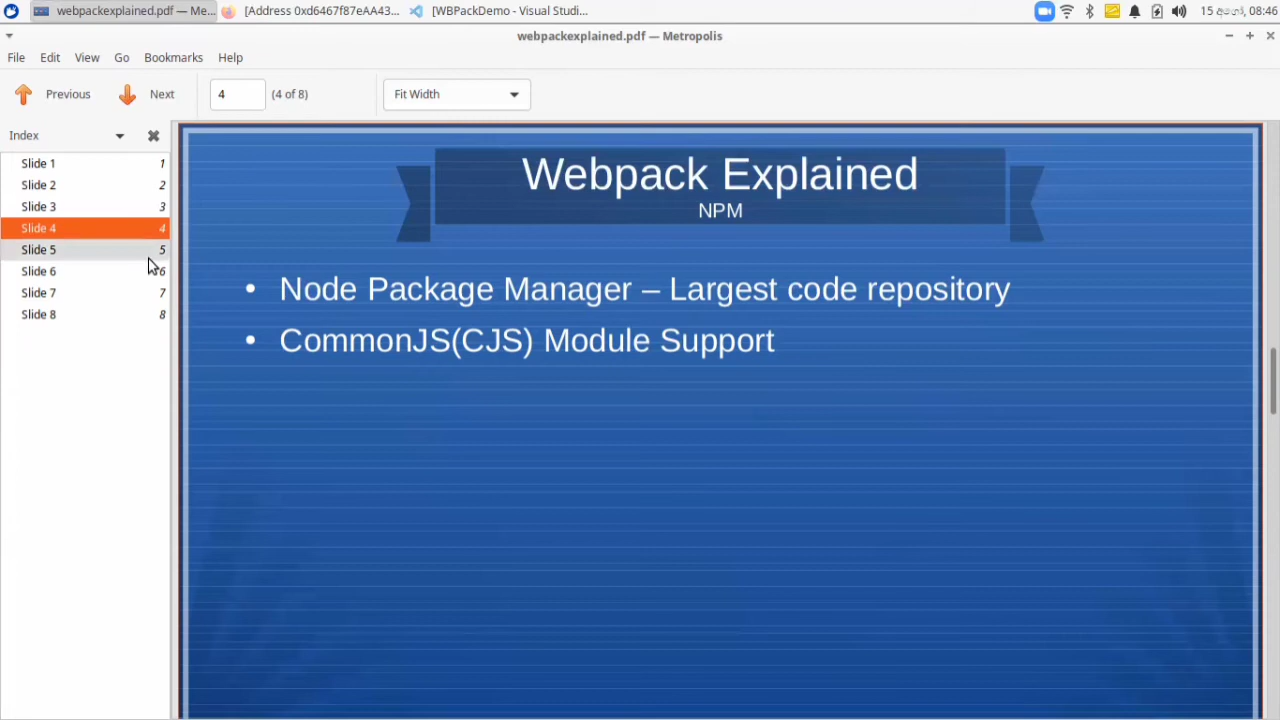 webpackexplained.pdf — Me...
[Address 0xd6467f87eAA43...
[WBPackDemo - Visual Studi...
15 අගෝ, 08:46
webpackexplained.pdf — Metropolis
File Edit View Go Bookmarks Help
Previous Next 4 (4 of 8) Fit Width
Index
Slide 1 1
Slide 2 2
Slide 3 3
Slide 4 4
Slide 5 5
Slide 6 6
Slide 7 7
Slide 8 8
Webpack Explained
NPM
• Node Package Manager – Largest code repository
• CommonJS(CJS) Module Support